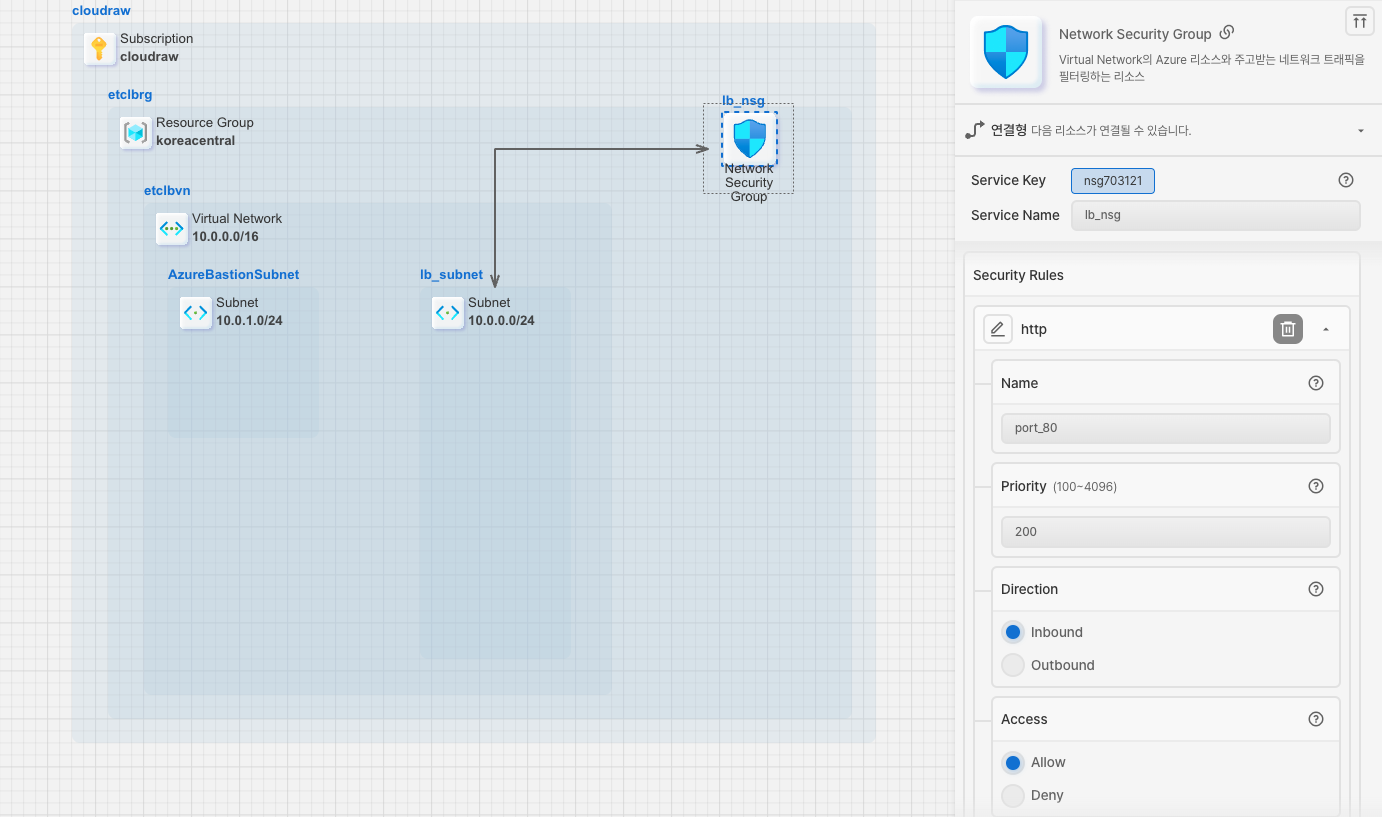 cloudraw
Subscription
cloudraw
etclbrg
Resource Group
koreacentral
lb_nsg
Network
Security
Group
etclbvn
Virtual Network
10.0.0.0/16
AzureBastionSubnet
Subnet
10.0.1.0/24
lb_subnet
Subnet
10.0.0.0/24
Network Security Group
Virtual Network의 Azure 리소스와 주고받는 네트워크 트래픽을
필터링하는 리소스
연결형 다음 리소스가 연결될 수 있습니다.
Service Key nsg703121
Service Name lb_nsg
Security Rules
http
Name
port_80
Priority (100~4096)
200
Direction
Inbound
Outbound
Access
Allow
Deny